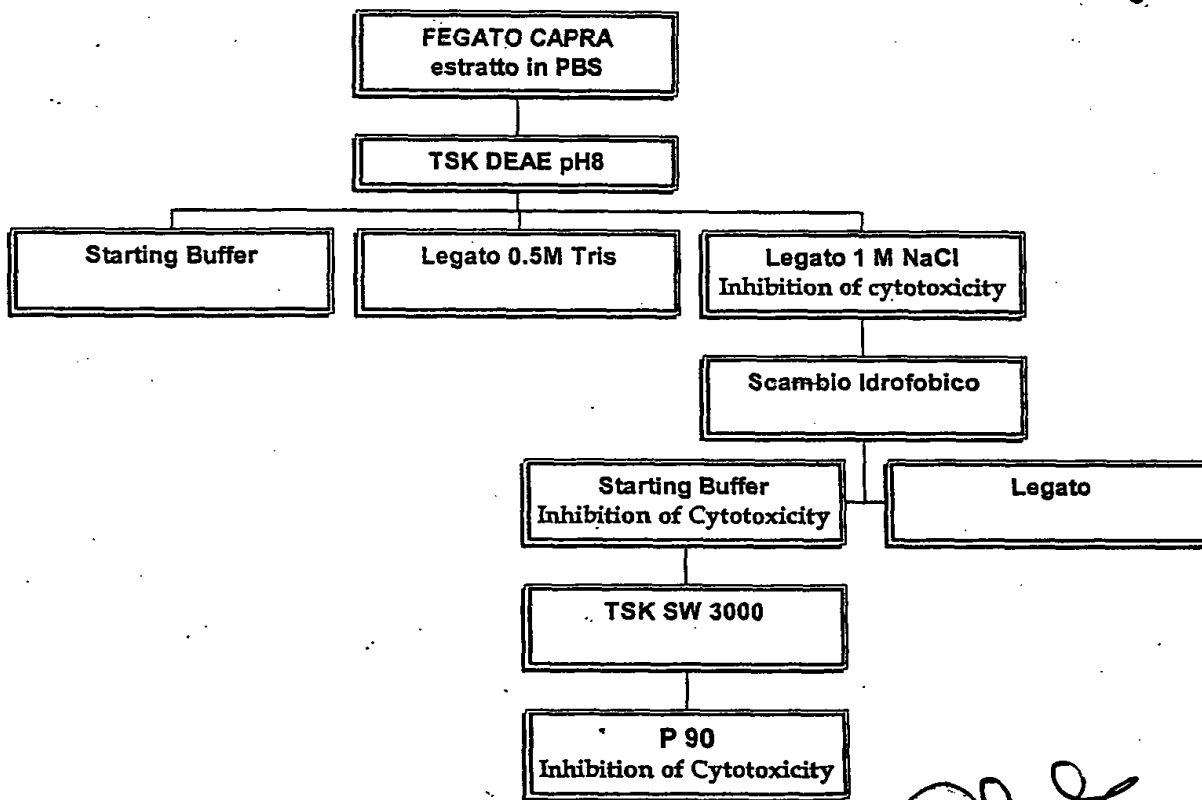 FEGATO CAPRA
estratto in PBS
TSK DEAE pH8
Starting Buffer
Legato 0.5M Tris
Legato 1 M NaCl
Inhibition of cytotoxicity
Scambio Idrofobico
Starting Buffer
Inhibition of Cytotoxicity
Legato
TSK SW 3000
P 90
Inhibition of Cytotoxicity